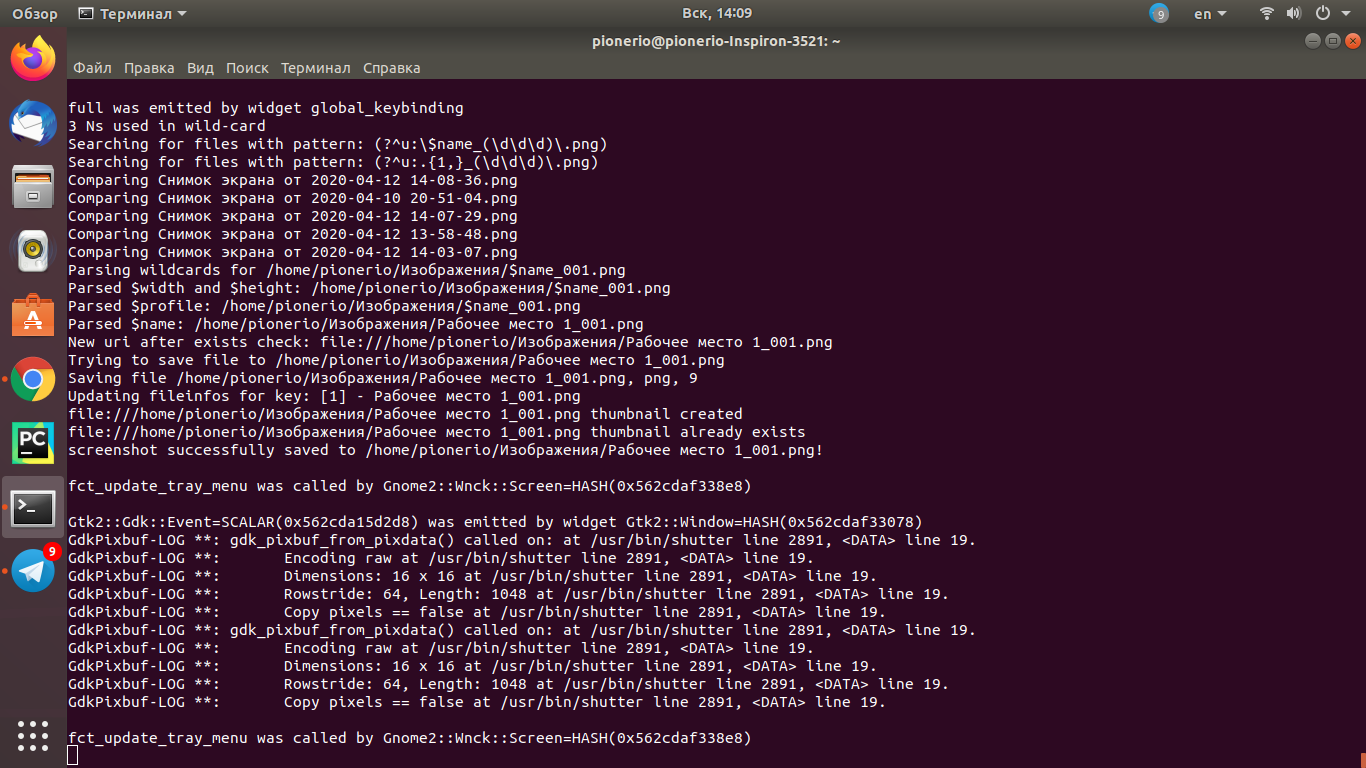 Обзор Терминал Вск, 14:09 9 en
pionerio@pionerio-Inspiron-3521: ~
Файл Правка Вид Поиск Терминал Справка
full was emitted by widget global_keybinding
3 Ns used in wild-card
Searching for files with pattern: (?^u:\$name_(\d\d\d)\.png)
Searching for files with pattern: (?^u:.{1,}_(\d\d\d)\.png)
Comparing Снимок экрана от 2020-04-12 14-08-36.png
Comparing Снимок экрана от 2020-04-10 20-51-04.png
Comparing Снимок экрана от 2020-04-12 14-07-29.png
Comparing Снимок экрана от 2020-04-12 13-58-48.png
Comparing Снимок экрана от 2020-04-12 14-03-07.png
Parsing wildcards for /home/pionerio/Изображения/$name_001.png
Parsed $width and $height: /home/pionerio/Изображения/$name_001.png
Parsed $profile: /home/pionerio/Изображения/$name_001.png
Parsed $name: /home/pionerio/Изображения/Рабочее место 1_001.png
New uri after exists check: file:///home/pionerio/Изображения/Рабочее место 1_001.png
Trying to save file to /home/pionerio/Изображения/Рабочее место 1_001.png
Saving file /home/pionerio/Изображения/Рабочее место 1_001.png, png, 9
Updating fileinfos for key: [1] - Рабочее место 1_001.png
file:///home/pionerio/Изображения/Рабочее место 1_001.png thumbnail created
file:///home/pionerio/Изображения/Рабочее место 1_001.png thumbnail already exists
screenshot successfully saved to /home/pionerio/Изображения/Рабочее место 1_001.png!
fct_update_tray_menu was called by Gnome2::Wnck::Screen=HASH(0x562cdaf338e8)
Gtk2::Gdk::Event=SCALAR(0x562cda15d2d8) was emitted by widget Gtk2::Window=HASH(0x562cdaf33078)
GdkPixbuf-LOG **: gdk_pixbuf_from_pixdata() called on: at /usr/bin/shutter line 2891, <DATA> line 19.
GdkPixbuf-LOG **: Encoding raw at /usr/bin/shutter line 2891, <DATA> line 19.
GdkPixbuf-LOG **: Dimensions: 16 x 16 at /usr/bin/shutter line 2891, <DATA> line 19.
GdkPixbuf-LOG **: Rowstride: 64, Length: 1048 at /usr/bin/shutter line 2891, <DATA> line 19.
GdkPixbuf-LOG **: Copy pixels == false at /usr/bin/shutter line 2891, <DATA> line 19.
GdkPixbuf-LOG **: gdk_pixbuf_from_pixdata() called on: at /usr/bin/shutter line 2891, <DATA> line 19.
GdkPixbuf-LOG **: Encoding raw at /usr/bin/shutter line 2891, <DATA> line 19.
GdkPixbuf-LOG **: Dimensions: 16 x 16 at /usr/bin/shutter line 2891, <DATA> line 19.
GdkPixbuf-LOG **: Rowstride: 64, Length: 1048 at /usr/bin/shutter line 2891, <DATA> line 19.
GdkPixbuf-LOG **: Copy pixels == false at /usr/bin/shutter line 2891, <DATA> line 19.
fct_update_tray_menu was called by Gnome2::Wnck::Screen=HASH(0x562cdaf338e8)
A
PC
>_
9